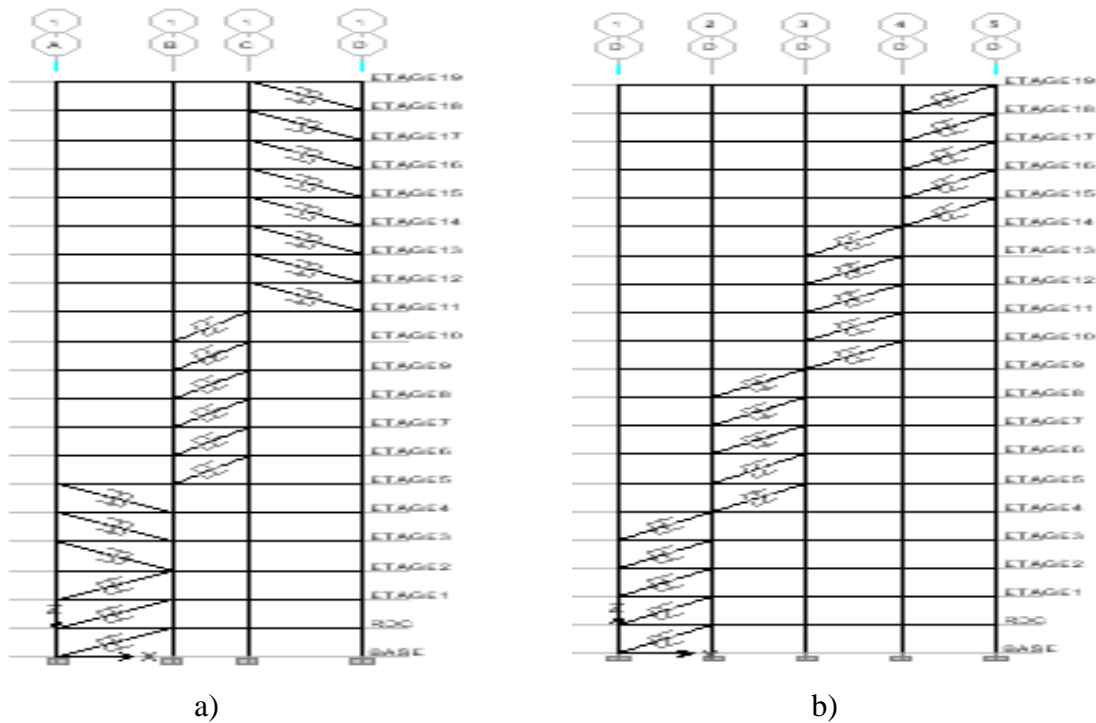 1 1 1 1
A B C D
ETAGE19
ETAGE18
ETAGE17
ETAGE16
ETAGE15
ETAGE14
ETAGE13
ETAGE12
ETAGE11
ETAGE10
ETAGE9
ETAGE8
ETAGE7
ETAGE6
ETAGE5
ETAGE4
ETAGE3
ETAGE2
ETAGE1
RDC
BASE
Z
X
a)
1 2 3 4 5
D D D D D
ETAGE19
ETAGE18
ETAGE17
ETAGE16
ETAGE15
ETAGE14
ETAGE13
ETAGE12
ETAGE11
ETAGE10
ETAGE9
ETAGE8
ETAGE7
ETAGE6
ETAGE5
ETAGE4
ETAGE3
ETAGE2
ETAGE1
RDC
BASE
Z
b)